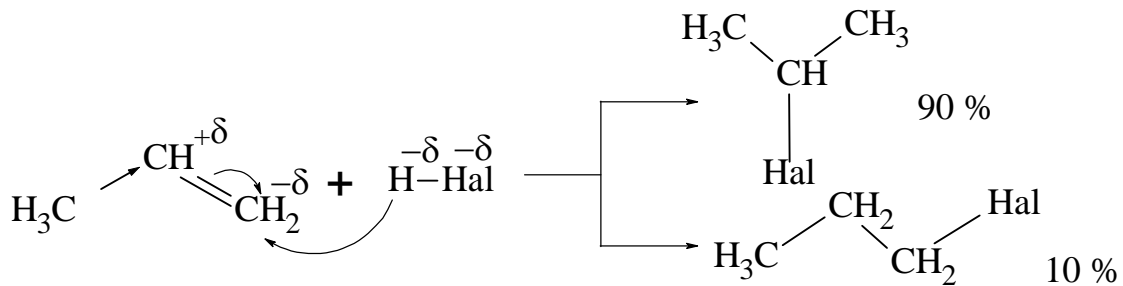 H₃C CH₃
CH
90 %
Hal
H₃C CH+δ CH₂−δ + H−δ–Hal−δ
CH₂ Hal
H₃C CH₂
10 %